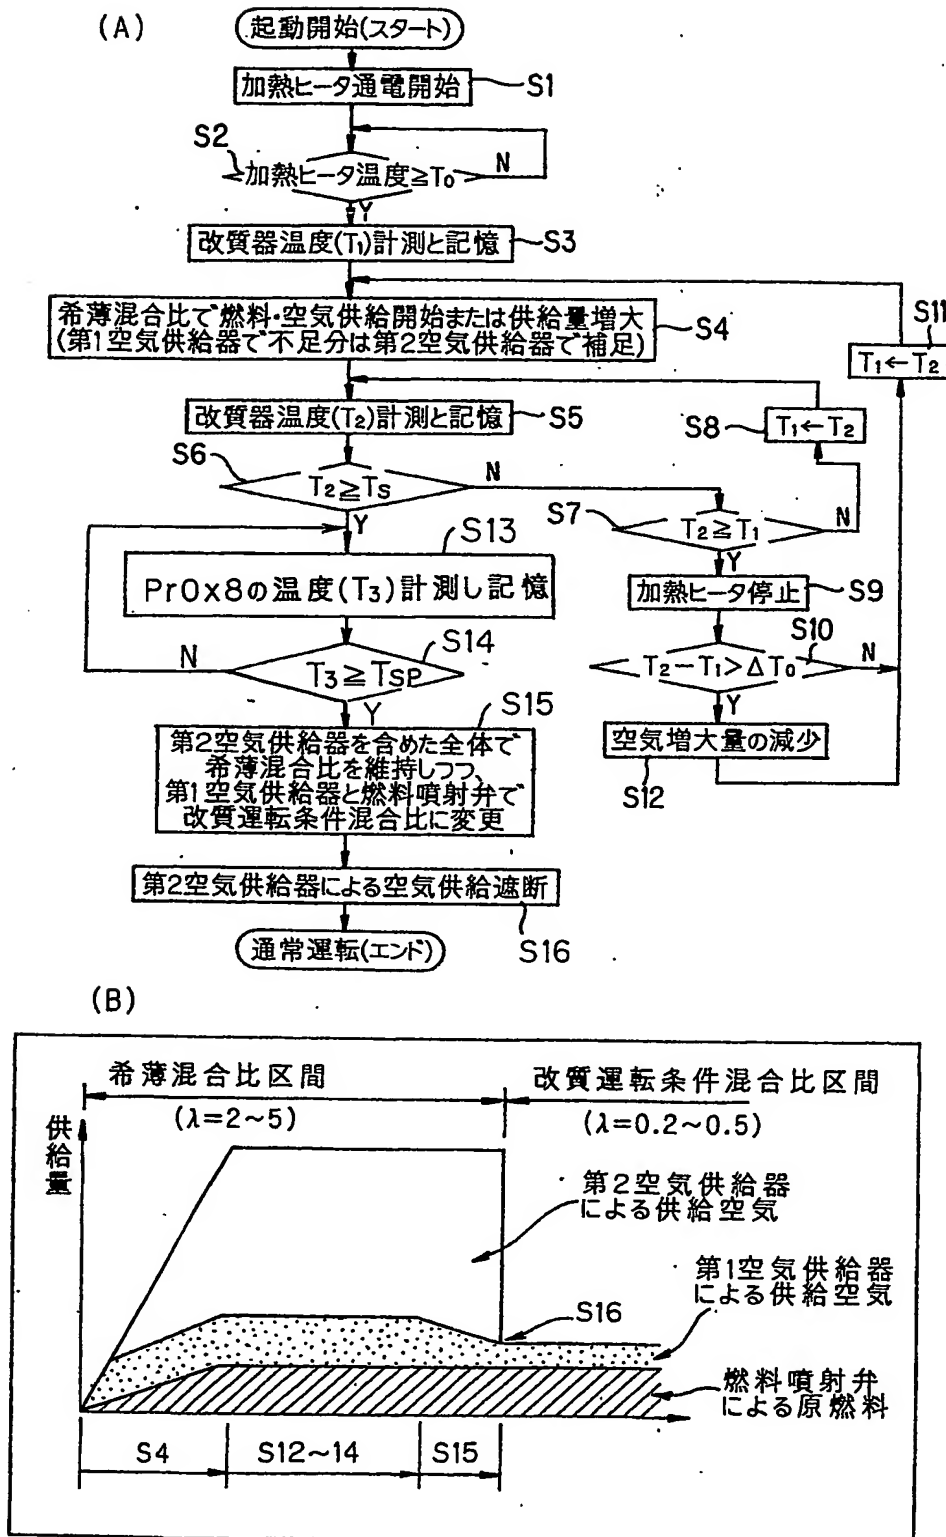 (A)
起動開始(スタート)
加熱ヒータ通電開始
S1
S2
加熱ヒータ温度≧T₀
N
Y
改質器温度(T₁)計測と記憶
S3
希薄混合比で燃料・空気供給開始または供給量増大
(第1空気供給器で不足分は第2空気供給器で補足)
S4
S11
T₁←T₂
改質器温度(T₂)計測と記憶
S5
S8
T₁←T₂
S6
T₂≧Ts
N
Y
S7
T₂≧T₁
N
Y
S13
PrOx8の温度(T₃)計測し記憶
加熱ヒータ停止
S9
S14
T₃≧TSP
N
Y
S10
T₂−T₁>ΔT₀
N
Y
空気増大量の減少
S12
S15
第2空気供給器を含めた全体で
希薄混合比を維持しつつ、
第1空気供給器と燃料噴射弁で
改質運転条件混合比に変更
第2空気供給器による空気供給遮断
S16
通常運転(エンド)
(B)
希薄混合比区間
(λ=2~5)
改質運転条件混合比区間
(λ=0.2~0.5)
供給量
第2空気供給器
による供給空気
第1空気供給器
による供給空気
S16
燃料噴射弁
による原燃料
S4
S12~14
S15